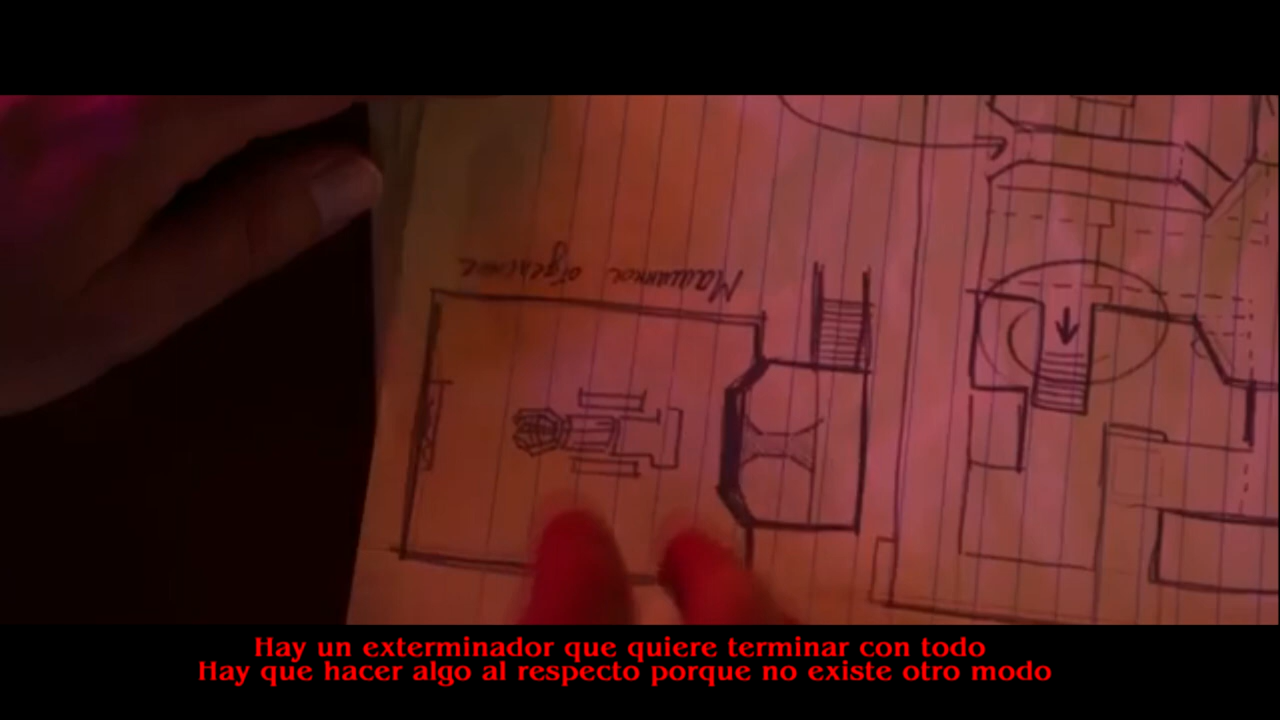 Hay un exterminador que quiere terminar con todo
Hay que hacer algo al respecto porque no existe otro modo